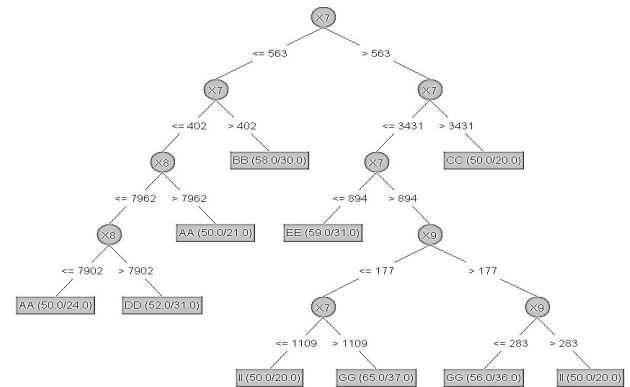 X7
<= 563 > 563
X7 X7
<= 402 > 402 <= 3431 > 3431
X8 BB (58.0/30.0) X7 CC (50.0/20.0)
<= 7962 > 7962 <= 894 > 894
X8 AA (50.0/21.0) EE (59.0/31.0) X9
<= 7902 > 7902 <= 177 > 177
AA (50.0/24.0) DD (52.0/31.0) X7 X9
<= 1109 > 1109 <= 283 > 283
II (50.0/20.0) GG (65.0/37.0) GG (56.0/36.0) II (50.0/20.0)